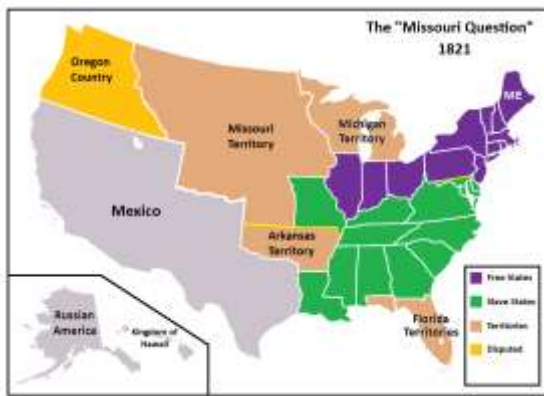 The "Missouri Question"
1821
Oregon
Country
ME
Missouri
Territory
Michigan
Territory
Mexico
Arkansas
Territory
Florida
Territories
Russian
America
Kingdom of
Hawaii
Free States
Slave States
Territories
Disputed